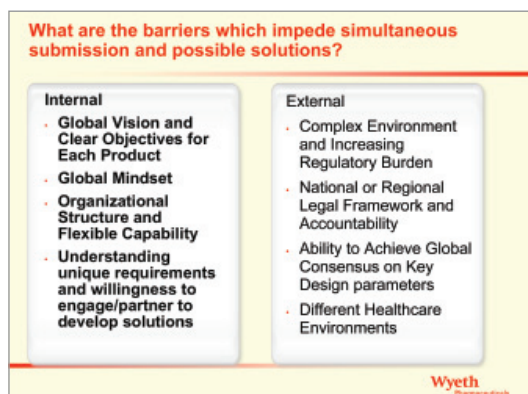 What are the barriers which impede simultaneous
submission and possible solutions?
Internal
Global Vision and
Clear Objectives for
Each Product
Global Mindset
Organizational
Structure and
Flexible Capability
Understanding
unique requirements
and willingness to
engage/partner to
develop solutions
External
Complex Environment
and Increasing
Regulatory Burden
National or Regional
Legal Framework and
Accountability
Ability to Achieve Global
Consensus on Key
Design parameters
Different Healthcare
Environments
Wyeth